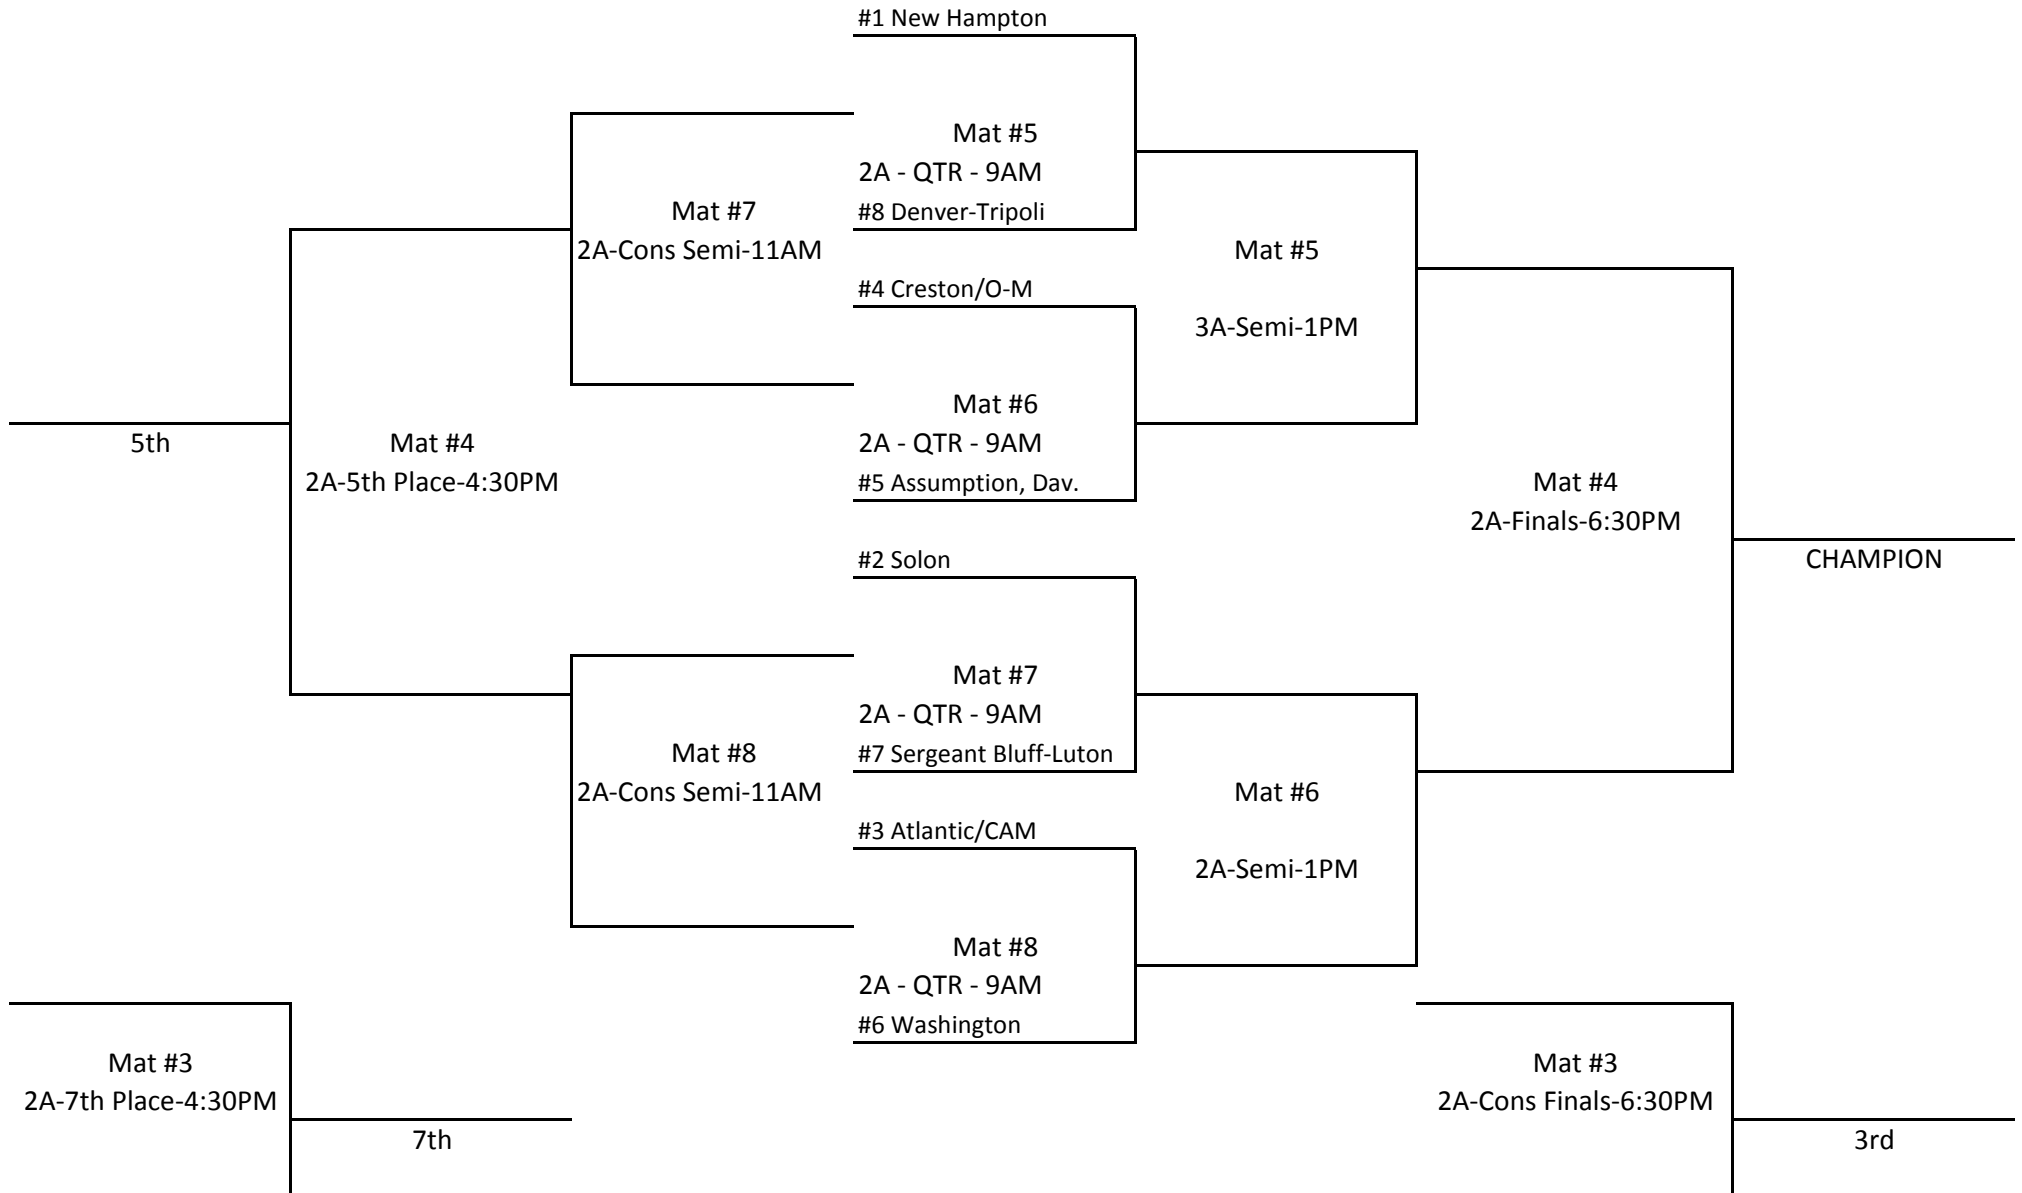 #1 New Hampton
Mat #5
2A - QTR - 9AM
#8 Denver-Tripoli
Mat #7
2A-Cons Semi-11AM
#4 Creston/O-M
Mat #5
3A-Semi-1PM
Mat #6
2A - QTR - 9AM
#5 Assumption, Dav.
5th
Mat #4
2A-5th Place-4:30PM
Mat #4
2A-Finals-6:30PM
#2 Solon
CHAMPION
Mat #7
2A - QTR - 9AM
#7 Sergeant Bluff-Luton
Mat #8
2A-Cons Semi-11AM
#3 Atlantic/CAM
Mat #6
2A-Semi-1PM
Mat #8
2A - QTR - 9AM
#6 Washington
Mat #3
2A-7th Place-4:30PM
7th
Mat #3
2A-Cons Finals-6:30PM
3rd